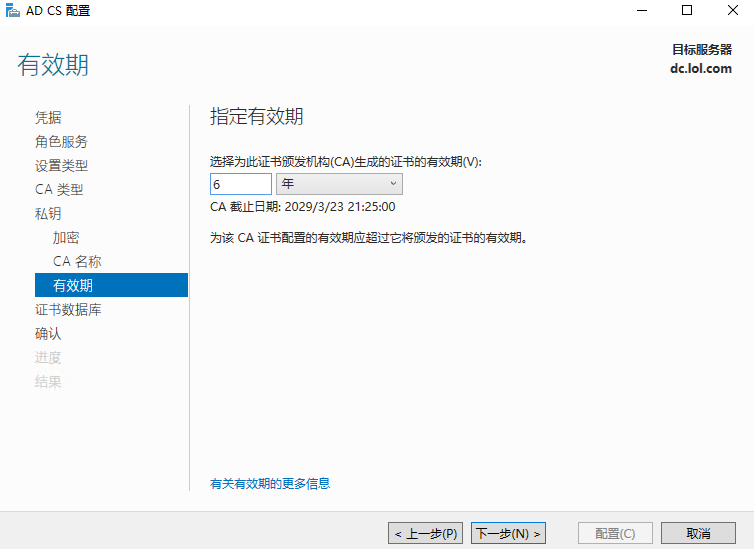 AD CS 配置
有效期
目标服务器
dc.lol.com
凭据
角色服务
设置类型
CA 类型
私钥
加密
CA 名称
有效期
证书数据库
确认
进度
结果
指定有效期
选择为此证书颁发机构(CA)生成的证书的有效期(V):
6 年
CA 截止日期: 2029/3/23 21:25:00
为该 CA 证书配置的有效期应超过它将颁发的证书的有效期。
有关有效期的更多信息
< 上一步(P) 下一步(N) > 配置(C) 取消